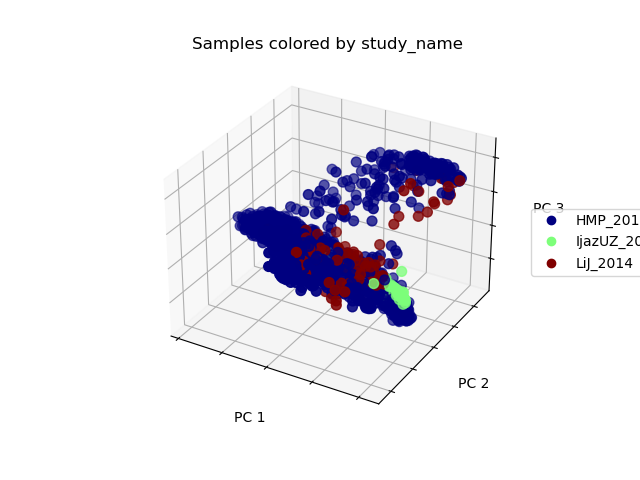 Samples colored by study_name
PC 3
HMP_201
IjazUZ_20
LiJ_2014
PC 2
PC 1